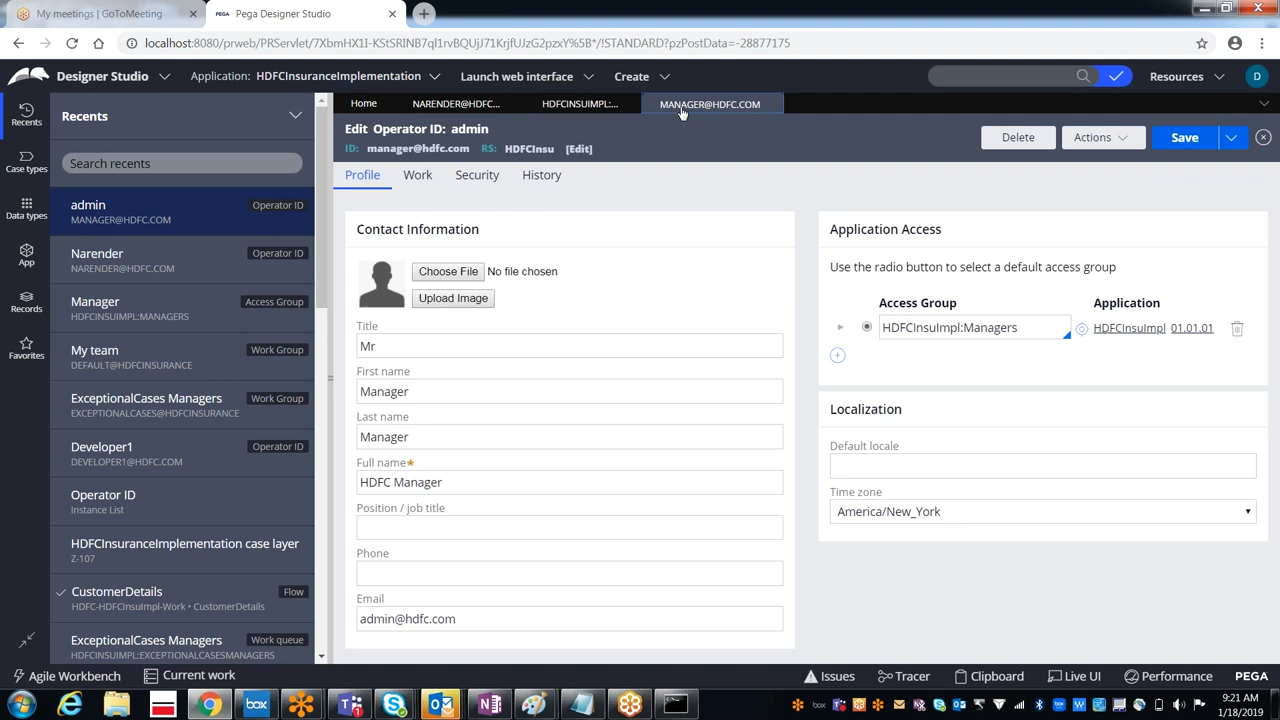 My meetings | GoToMeeting
PEGA Pega Designer Studio
localhost:8080/prweb/PRServlet/7XbmHX1I-KStSRINB7ql1rvBQUjJ71KrjfUJzG2pzxY%5B*/!STANDARD?pzPostData=-28877175
Designer Studio Application: HDFCInsuranceImplementation Launch web interface Create Resources D
Recents
Case types
Data types
App
Records
Favorites
Recents
Search recents
admin Operator ID
MANAGER@HDFC.COM
Narender Operator ID
NARENDER@HDFC.COM
Manager Access Group
HDFCINSUIMPL:MANAGERS
My team Work Group
DEFAULT@HDFCINSURANCE
ExceptionalCases Managers Work Group
EXCEPTIONALCASES@HDFCINSURANCE
Developer1 Operator ID
DEVELOPER1@HDFC.COM
Operator ID
Instance List
HDFCInsuranceImplementation case layer
Z-107
CustomerDetails Flow
HDFC-HDFCInsuImpl-Work • CustomerDetails
ExceptionalCases Managers Work queue
HDFCINSUIMPL:EXCEPTIONALCASESMANAGERS
Home NARENDER@HDFC... HDFCINSUIMPL:... MANAGER@HDFC.COM
Edit Operator ID: admin
ID: manager@hdfc.com RS: HDFCInsu [Edit]
Delete Actions Save
Profile Work Security History
Contact Information
Choose File No file chosen
Upload Image
Title
Mr
First name
Manager
Last name
Manager
Full name★
HDFC Manager
Position / job title
Phone
Email
admin@hdfc.com
Application Access
Use the radio button to select a default access group
Access Group Application
HDFCInsuImpl:Managers HDFCInsuImpl 01.01.01
Localization
Default locale
Time zone
America/New_York
Agile Workbench Current work Issues Tracer Clipboard Live UI Performance PEGA
box
9:21 AM
1/18/2019